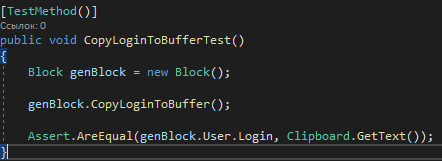 [TestMethod()]
Ссылок: 0
public void CopyLoginToBufferTest()
{
Block genBlock = new Block();
genBlock.CopyLoginToBuffer();
Assert.AreEqual(genBlock.User.Login, Clipboard.GetText());
}